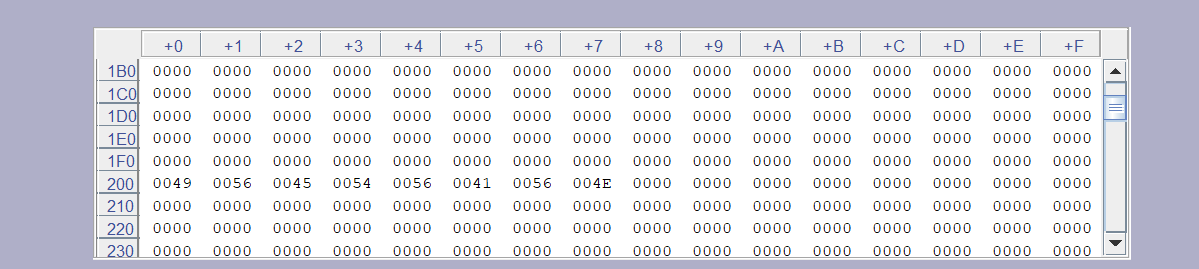 +0 +1 +2 +3 +4 +5 +6 +7 +8 +9 +A +B +C +D +E +F
1B0 0000 0000 0000 0000 0000 0000 0000 0000 0000 0000 0000 0000 0000 0000 0000 0000
1C0 0000 0000 0000 0000 0000 0000 0000 0000 0000 0000 0000 0000 0000 0000 0000 0000
1D0 0000 0000 0000 0000 0000 0000 0000 0000 0000 0000 0000 0000 0000 0000 0000 0000
1E0 0000 0000 0000 0000 0000 0000 0000 0000 0000 0000 0000 0000 0000 0000 0000 0000
1F0 0000 0000 0000 0000 0000 0000 0000 0000 0000 0000 0000 0000 0000 0000 0000 0000
200 0049 0056 0045 0054 0056 0041 0056 004E 0000 0000 0000 0000 0000 0000 0000 0000
210 0000 0000 0000 0000 0000 0000 0000 0000 0000 0000 0000 0000 0000 0000 0000 0000
220 0000 0000 0000 0000 0000 0000 0000 0000 0000 0000 0000 0000 0000 0000 0000 0000
230 0000 0000 0000 0000 0000 0000 0000 0000 0000 0000 0000 0000 0000 0000 0000 0000